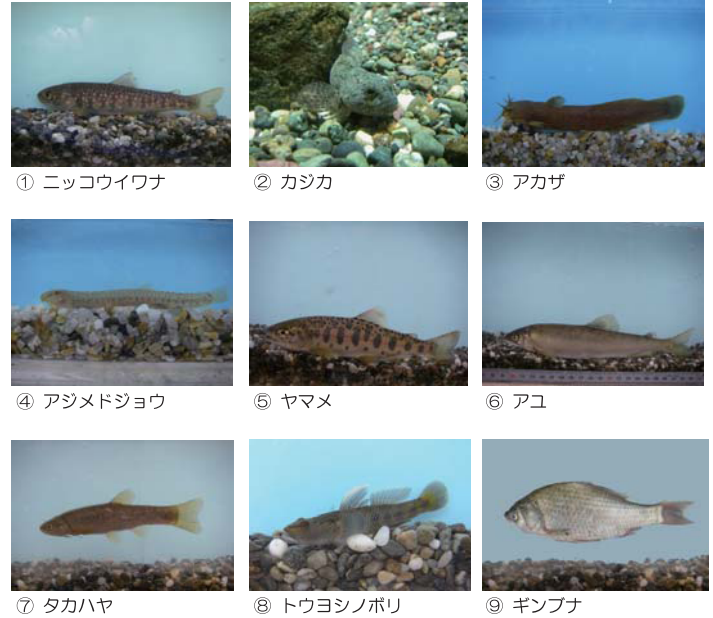 ① ニッコウイワナ
② カジカ
③ アカザ
④ アジメドジョウ
⑤ ヤマメ
⑥ アユ
⑦ タカハヤ
⑧ トウヨシノボリ
⑨ ギンブナ